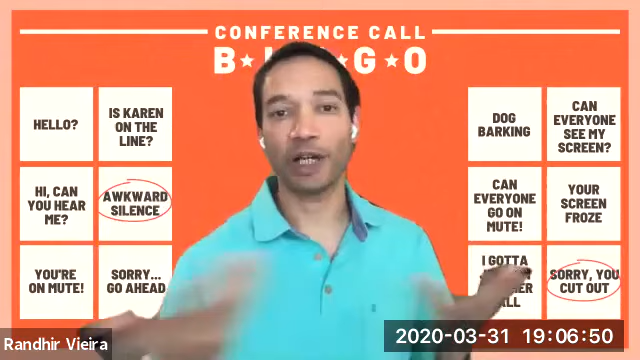 CONFERENCE CALL
B★ ★G★O
HELLO?
IS KAREN
ON THE
LINE?
DOG
BARKING
CAN
EVERYONE
SEE MY
SCREEN?
HI, CAN
YOU HEAR
ME?
AWKWARD
SILENCE
CAN
EVERYONE
GO ON
MUTE!
YOUR
SCREEN
FROZE
YOU'RE
ON MUTE!
SORRY...
GO AHEAD
I GOTTA
SORRY, YOU
CUT OUT
Randhir Vieira
2020-03-31 19:06:50